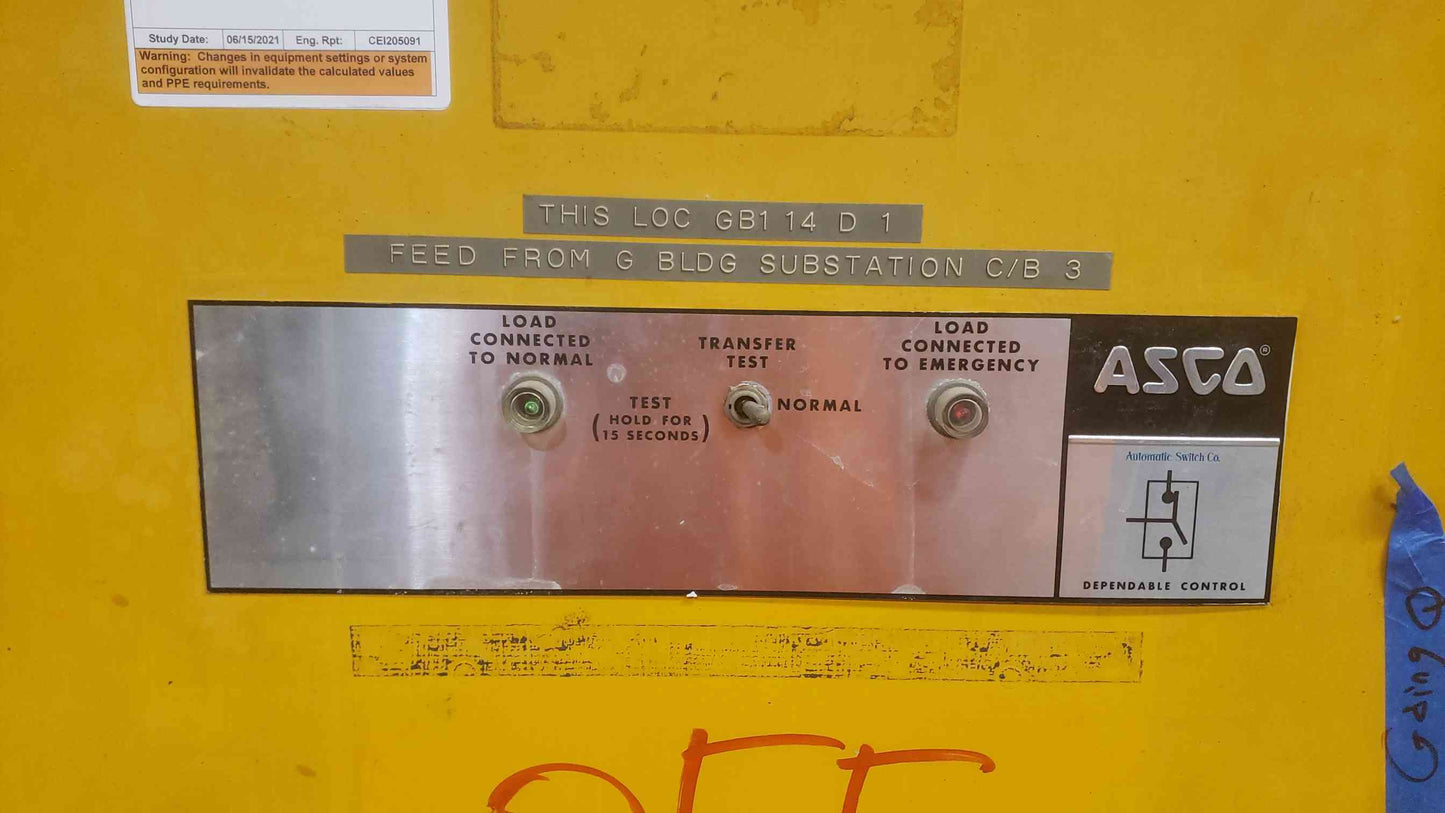 Study Date: 06/15/2021 Eng. Rpt: CEI205091
Warning: Changes in equipment settings or system
configuration will invalidate the calculated values
and PPE requirements.
THIS LOC GB1 14 D 1
FEED FROM G BLDG SUBSTATION C/B 3
LOAD
CONNECTED
TO NORMAL
TEST
(HOLD FOR
15 SECONDS)
TRANSFER
TEST
NORMAL
LOAD
CONNECTED
TO EMERGENCY
ASCO®
Automatic Switch Co.
DEPENDABLE CONTROL
OFF